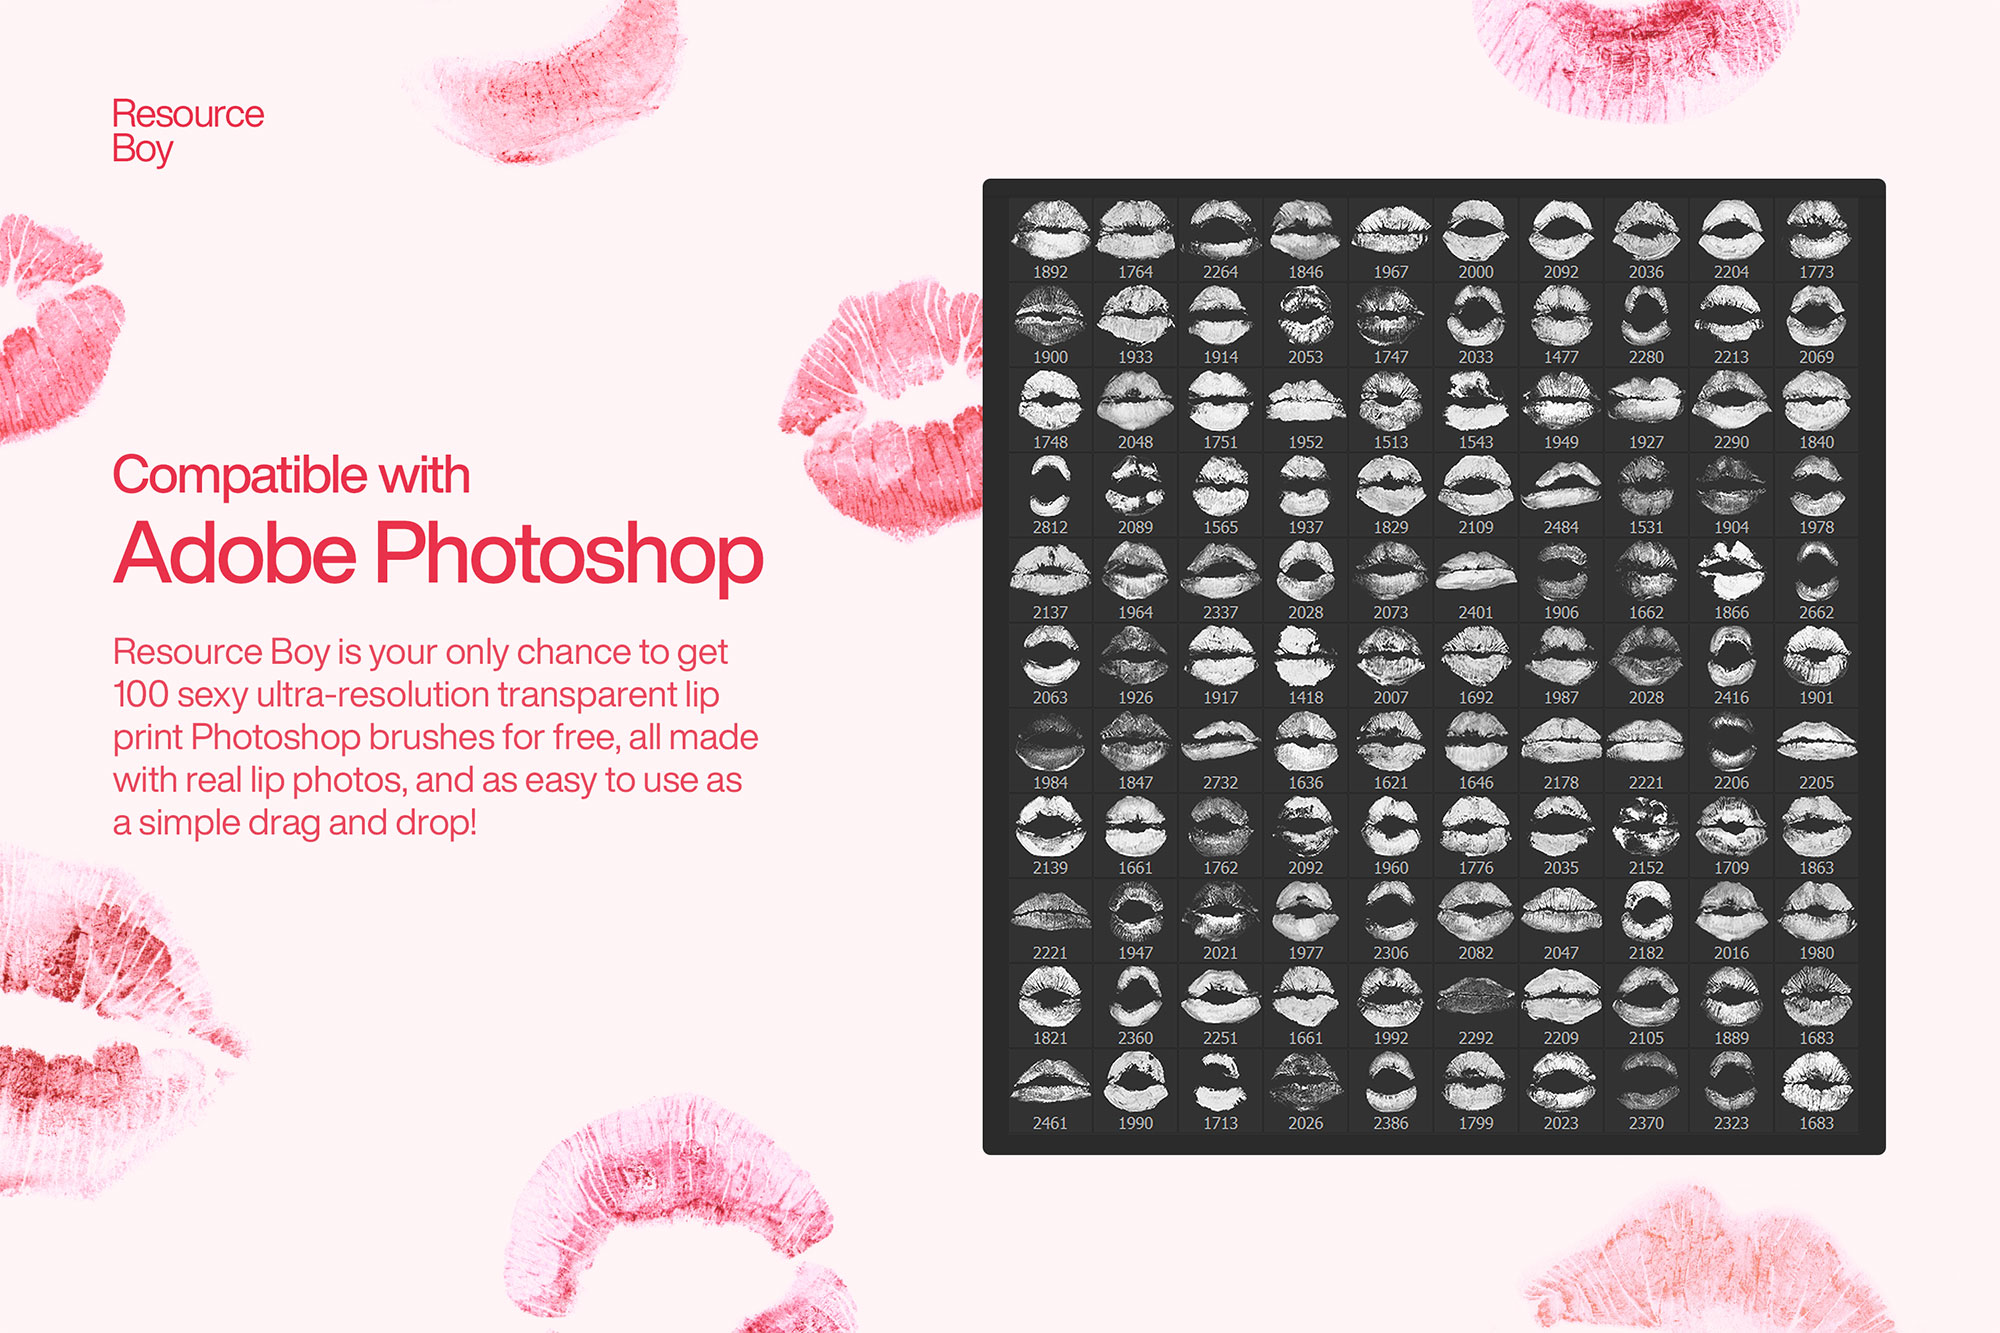 Resource
Boy
Compatible with
Adobe Photoshop
Resource Boy is your only chance to get
100 sexy ultra-resolution transparent lip
print Photoshop brushes for free, all made
with real lip photos, and as easy to use as
a simple drag and drop!
1892 1764 2264 1846 1967 2000 2092 2036 2204 1773
1900 1933 1914 2053 1747 2033 1477 2280 2213 2069
1748 2048 1751 1952 1513 1543 1949 1927 2290 1840
2812 2089 1565 1937 1829 2109 2484 1531 1904 1978
2137 1964 2337 2028 2073 2401 1906 1662 1866 2662
2063 1926 1917 1418 2007 1692 1987 2028 2416 1901
1984 1847 2732 1636 1621 1646 2178 2221 2206 2205
2139 1661 1762 2092 1960 1776 2035 2152 1709 1863
2221 1947 2021 1977 2306 2082 2047 2182 2016 1980
1821 2360 2251 1661 1992 2292 2209 2105 1889 1683
2461 1990 1713 2026 2386 1799 2023 2370 2323 1683